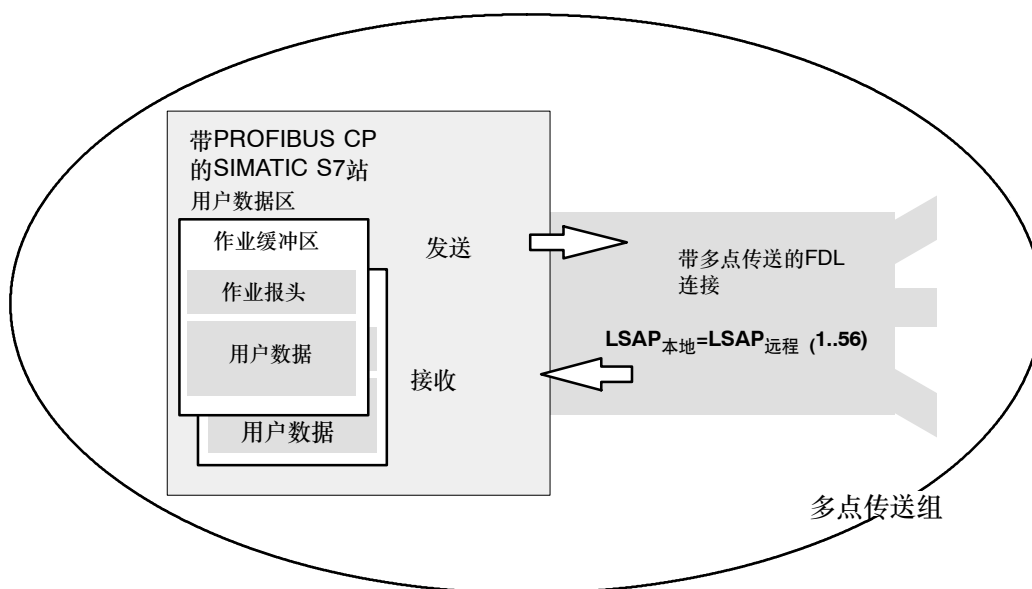 带PROFIBUS CP
的SIMATIC S7站
用户数据区
作业缓冲区
作业报头
用户数据
用户数据
发送
接收
带多点传送的FDL
连接
LSAP本地=LSAP远程 (1..56)
多点传送组